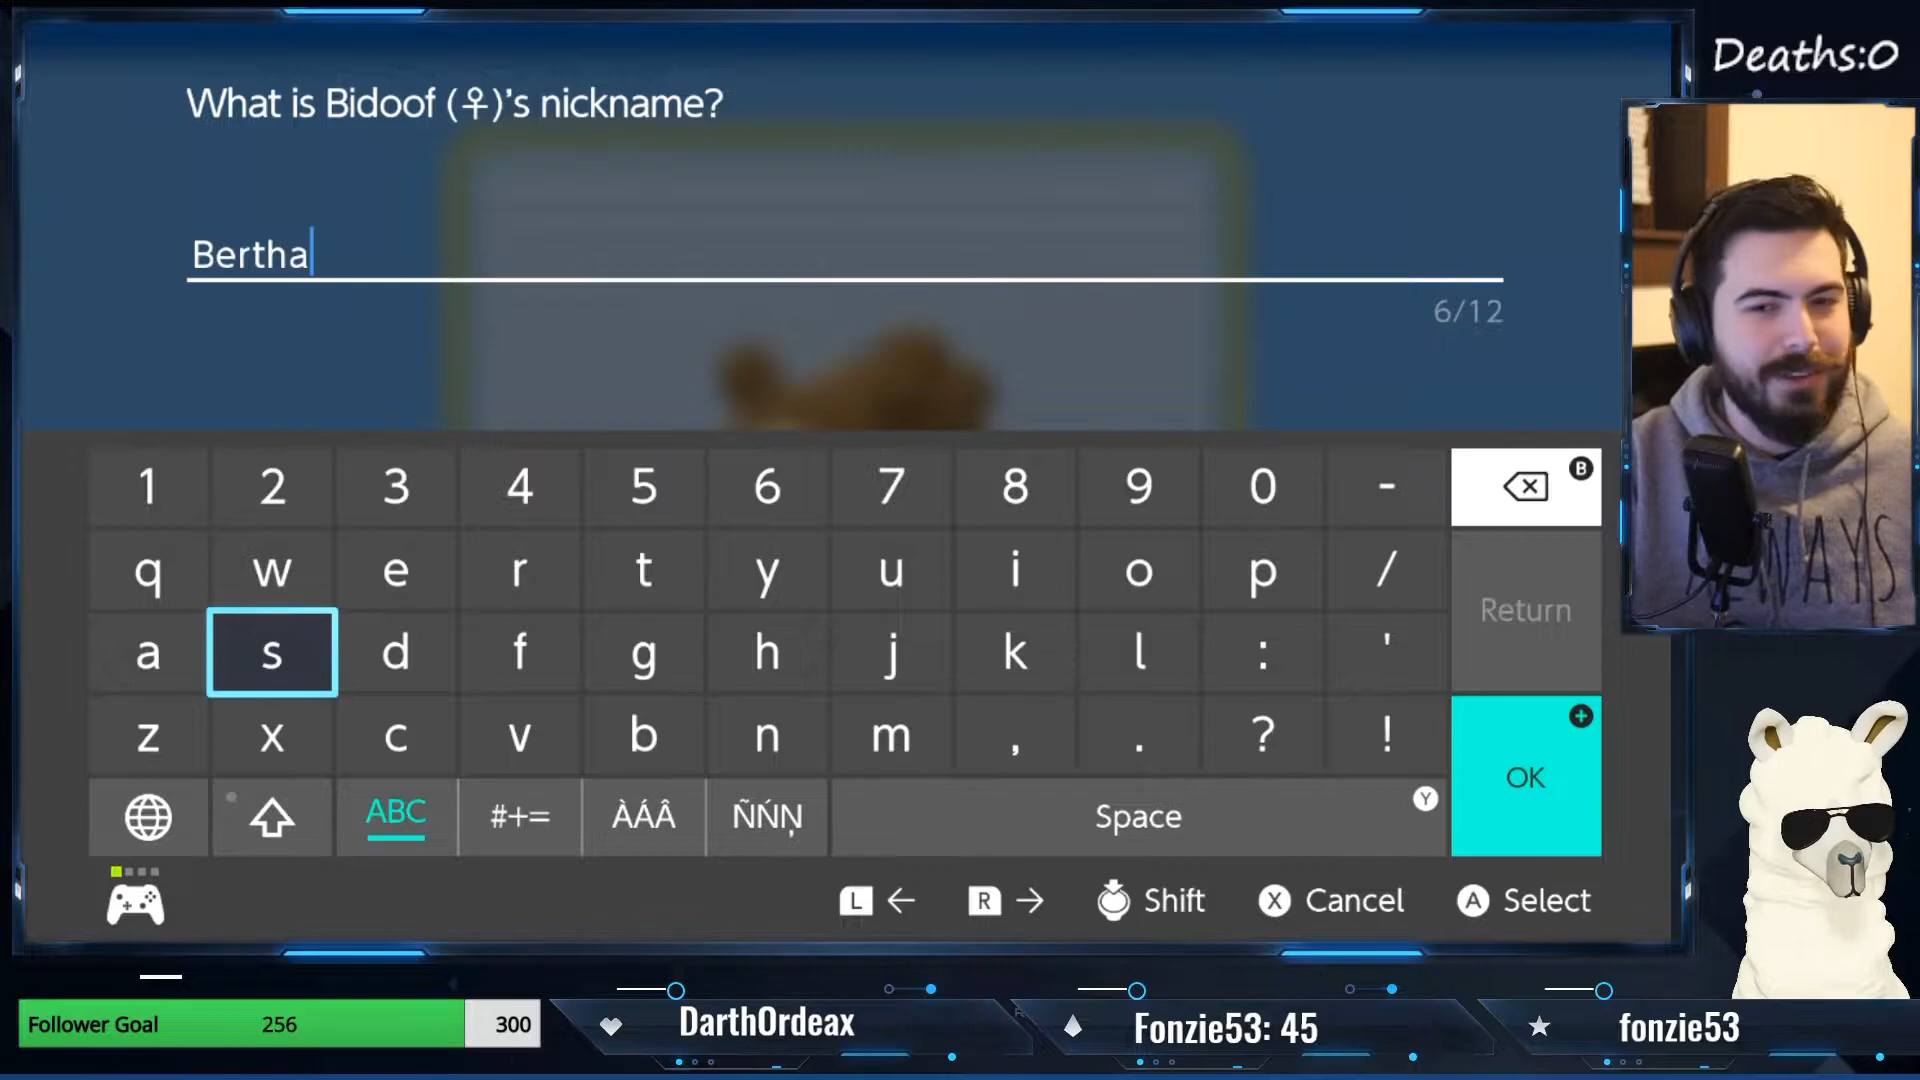 Deaths:0
What is Bidoof (♀)'s nickname?
Bertha
6/12
1 2 3 4 5 6 7 8 9 0 - B
q w e r t y u i o p /
Return
a s d f g h j k l : '
z x c v b n m , . ? !
+
OK
ABC #+= ÀÁÂ ÑŃŅ Space Y
L ← R → Shift X Cancel A Select
Follower Goal 256 300
DarthOrdeax
Fonzie53: 45
fonzie53